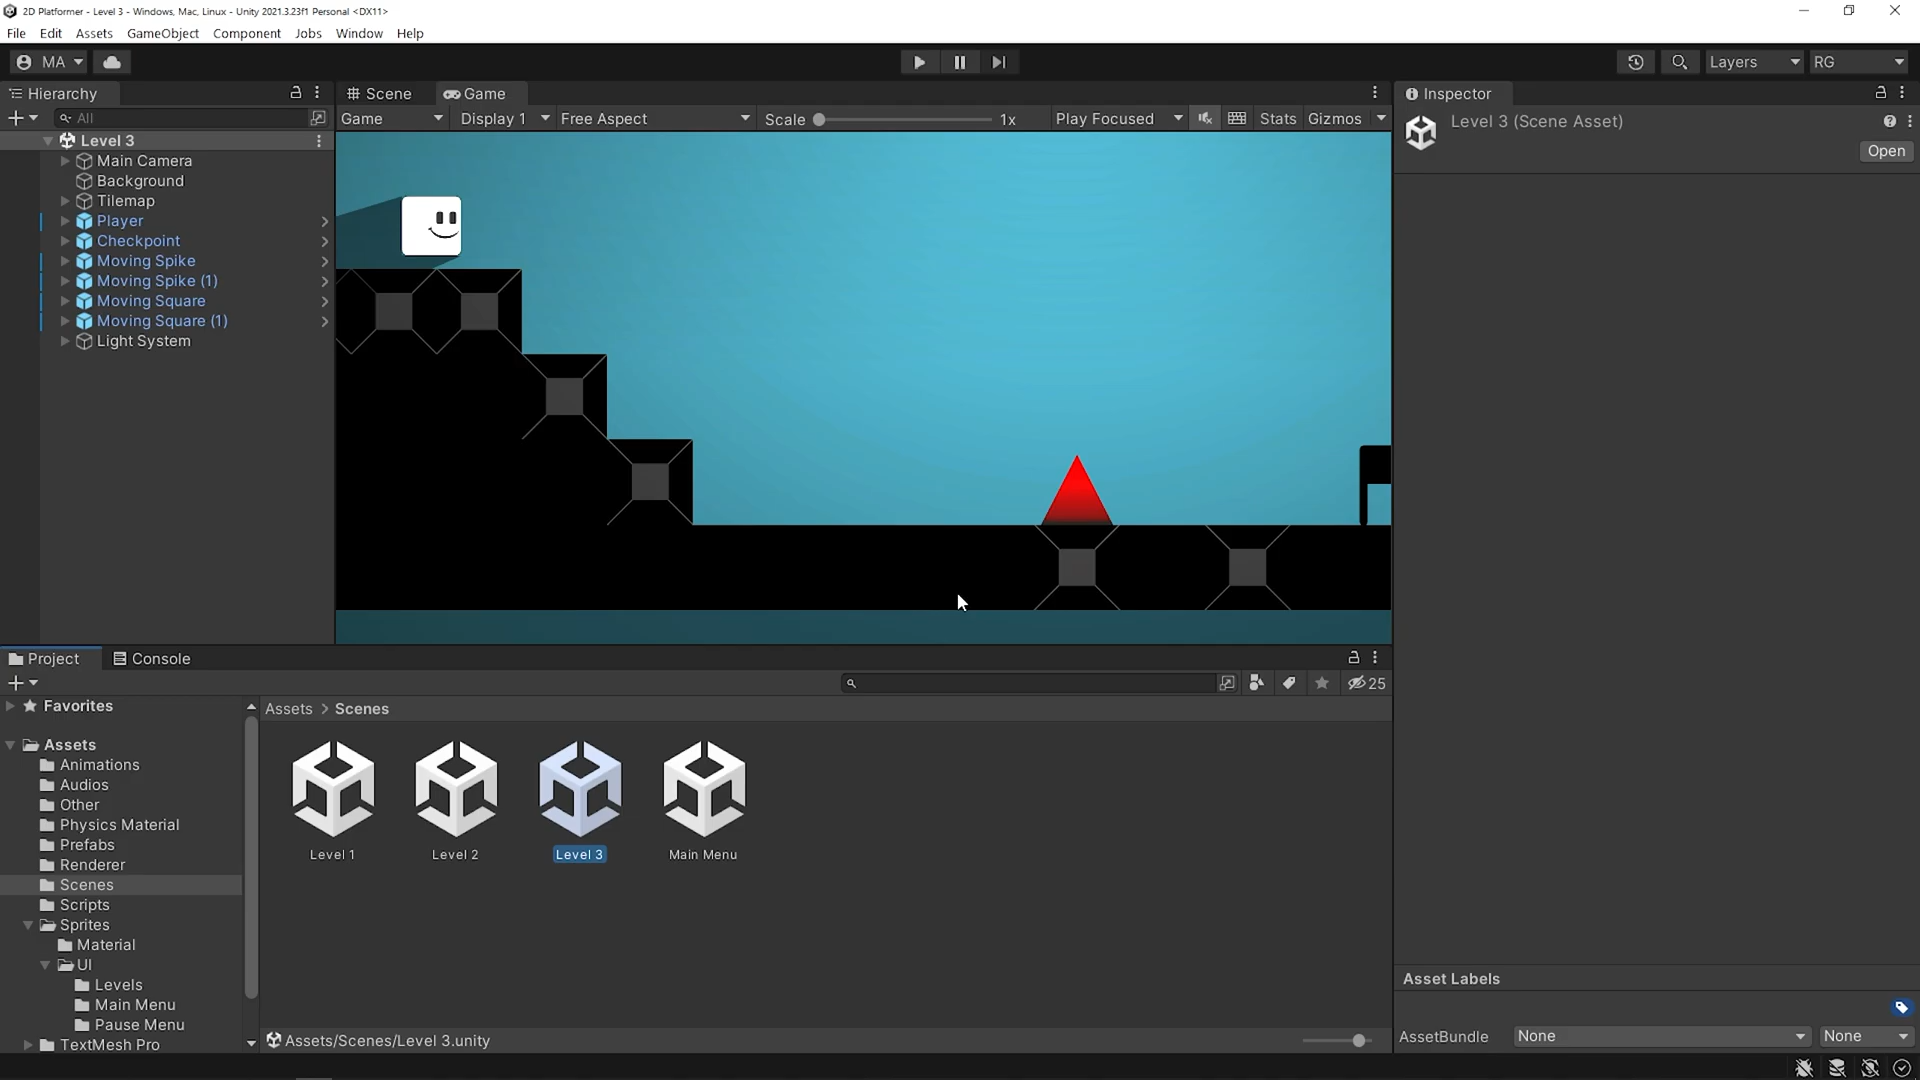 2D Platformer - Level 3 - Windows, Mac, Linux - Unity 2021.3.23f1 Personal <DX11>
File Edit Assets GameObject Component Jobs Window Help
MA Layers RG
Hierarchy Scene Game Inspector
All Game Display 1 Free Aspect Scale 1x Play Focused Stats Gizmos Level 3 (Scene Asset)
Level 3 Open
Main Camera
Background
Tilemap
Player
Checkpoint
Moving Spike
Moving Spike (1)
Moving Square
Moving Square (1)
Light System
Project Console
25
Favorites Assets > Scenes
Assets
Animations
Audios
Other
Physics Material
Prefabs
Level 1 Level 2 Level 3 Main Menu
Renderer
Scenes
Scripts
Sprites
Material
UI
Levels
Main Menu
Pause Menu
TextMesh Pro
Assets/Scenes/Level 3.unity
Asset Labels
AssetBundle None None